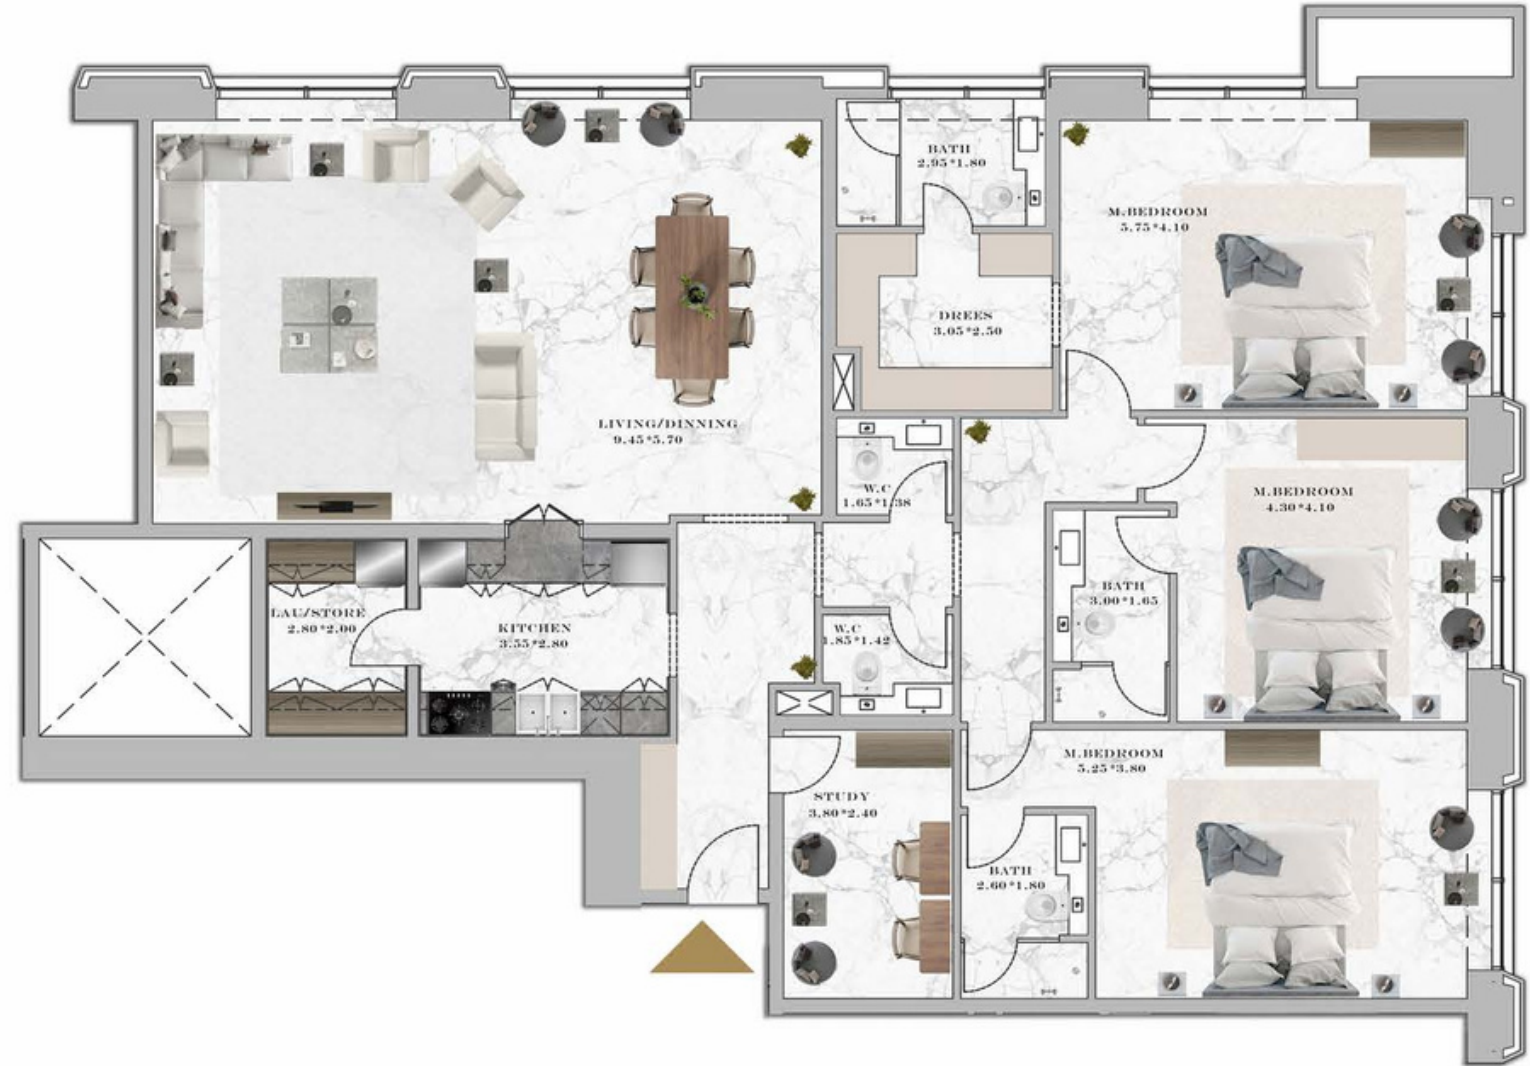 BATH
2.95*1.80
M.BEDROOM
5.75*4.10
DREES
3.05*2.50
LIVING/DINNING
9.45*5.70
W.C
1.65*1.38
M.BEDROOM
4.30*4.10
BATH
3.00*1.65
LAU/STORE
2.80*2.00
KITCHEN
3.55*2.80
W.C
1.85*1.42
M.BEDROOM
5.25*3.80
STUDY
3.80*2.40
BATH
2.60*1.80